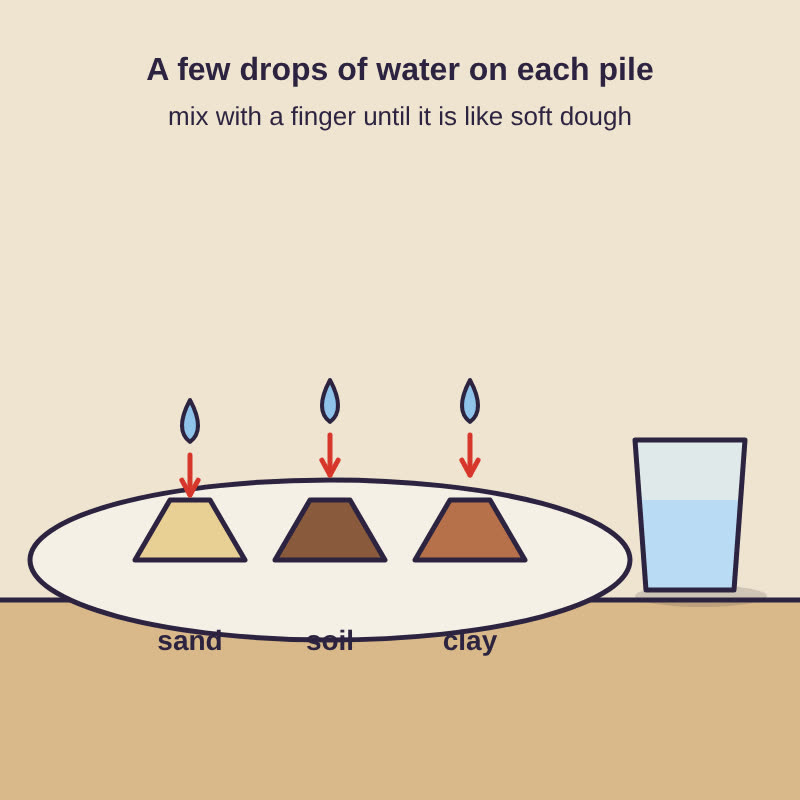 A few drops of water on each pile
mix with a finger until it is like soft dough
sand soil clay